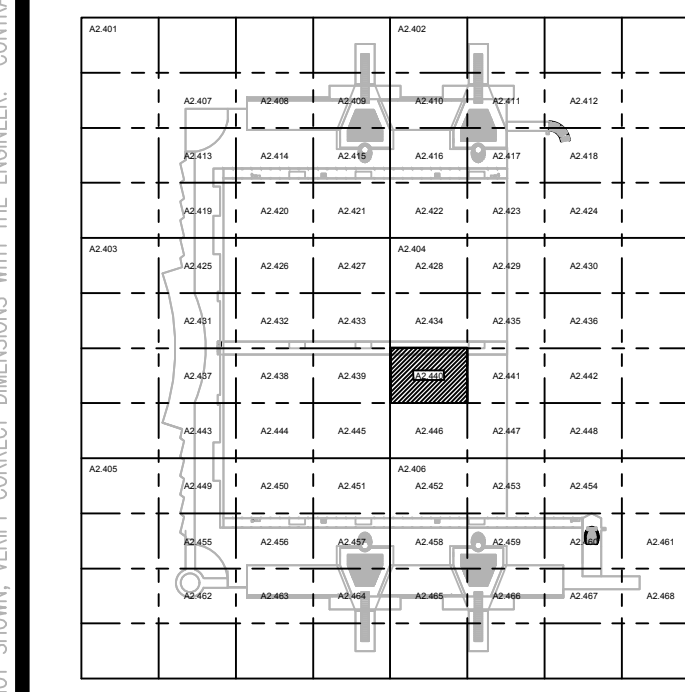 A2.401 A2.402
A2.407 A2.408 A2.409 A2.410 A2.411 A2.412
A2.413 A2.414 A2.415 A2.416 A2.417 A2.418
A2.419 A2.420 A2.421 A2.422 A2.423 A2.424
A2.403 A2.404
A2.425 A2.426 A2.427 A2.428 A2.429 A2.430
A2.431 A2.432 A2.433 A2.434 A2.435 A2.436
A2.437 A2.438 A2.439 A2.440 A2.441 A2.442
A2.443 A2.444 A2.445 A2.446 A2.447 A2.448
A2.405 A2.406
A2.449 A2.450 A2.451 A2.452 A2.453 A2.454
A2.455 A2.456 A2.457 A2.458 A2.459 A2.460 A2.461
A2.462 A2.463 A2.464 A2.465 A2.466 A2.467 A2.468
SHOWN, VERIFY CORRECT DIMENSIONS WITH THE ENGINEER.